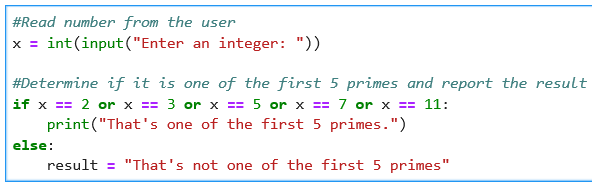 #Read number from the user
x = int(input("Enter an integer: "))
#Determine if it is one of the first 5 primes and report the result
if x == 2 or x == 3 or x == 5 or x == 7 or x == 11:
    print("That's one of the first 5 primes.")
else:
    result = "That's not one of the first 5 primes"